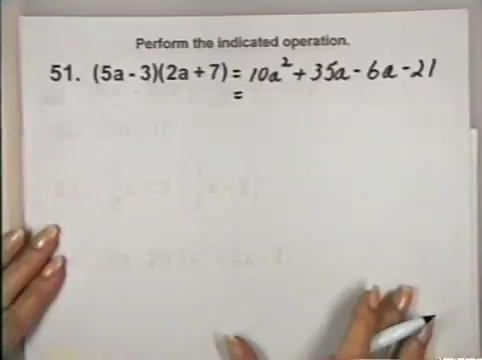 Perform the indicated operation.
51. (5a - 3)(2a + 7) = 10a² + 35a - 6a - 21
=